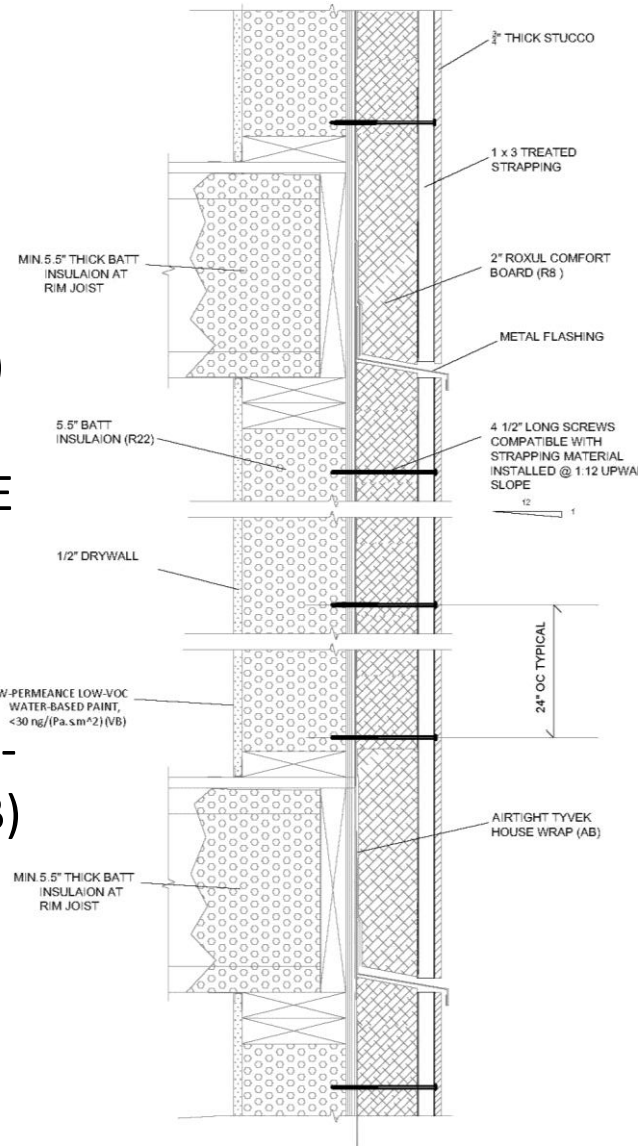 3/4" THICK STUCCO
1 x 3 TREATED
STRAPPING
MIN.5.5" THICK BATT
INSULAION AT
RIM JOIST
2" ROXUL COMFORT
BOARD (R8 )
METAL FLASHING
)
5.5" BATT
INSULAION (R22)
4 1/2" LONG SCREWS
COMPATIBLE WITH
STRAPPING MATERIAL
INSTALLED @ 1:12 UPWA
SLOPE
E
12
1
1/2" DRYWALL
24" OC TYPICAL
W-PERMEANCE LOW-VOC
WATER-BASED PAINT,
<30 ng/(Pa.s.m^2) (VB)
-
B)
AIRTIGHT TYVEK
HOUSE WRAP (AB)
MIN.5.5" THICK BATT
INSULAION AT
RIM JOIST